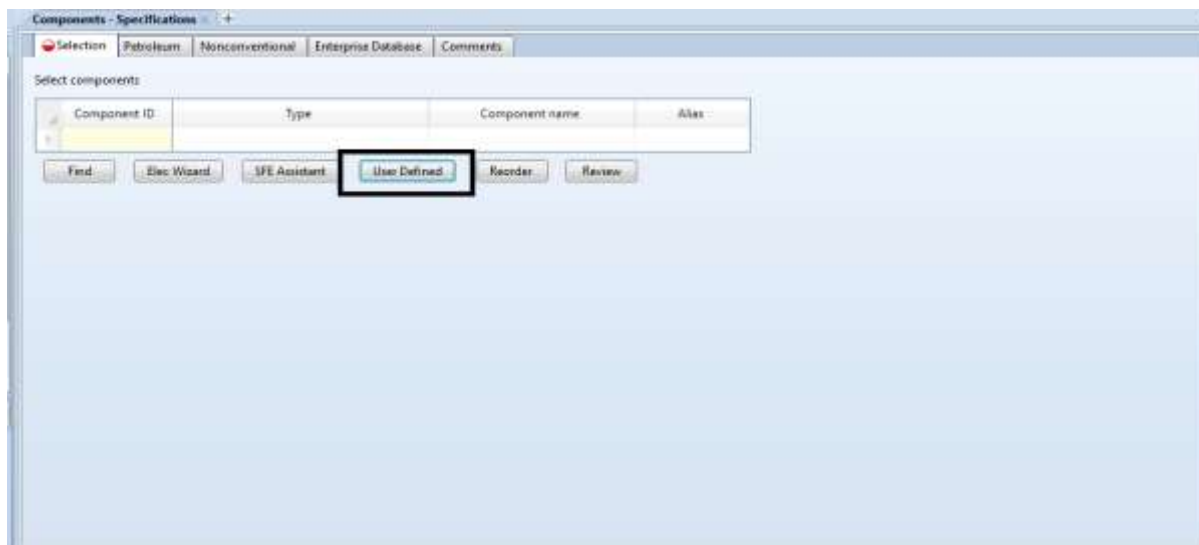 Components - Specifications × +
Selection Petroleum Nonconventional Enterprise Database Comments
Select components
Component ID Type Component name Alias
Find Elec Wizard SFE Assistant User Defined Reorder Review